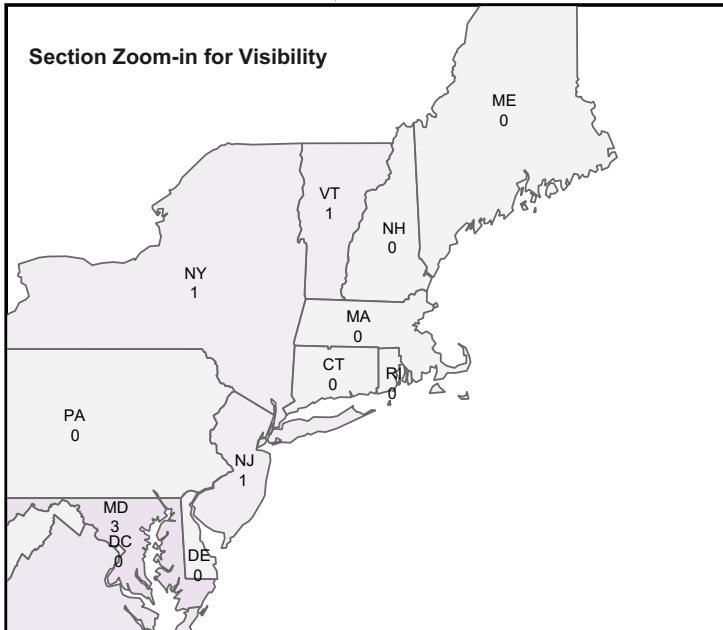 Section Zoom-in for Visibility
ME
0
VT
1
NH
0
NY
1
MA
0
CT
0
RI
0
PA
0
NJ
1
MD
3
DC
0
DE
0